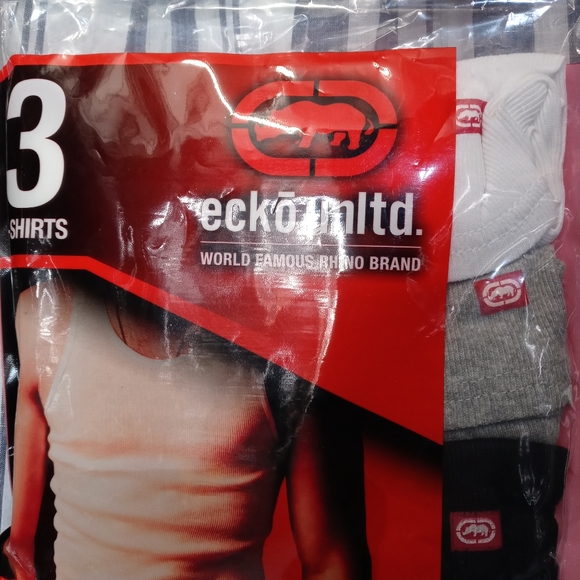 3
-SHIRTS
eckō unltd.
WORLD FAMOUS RHINO BRAND